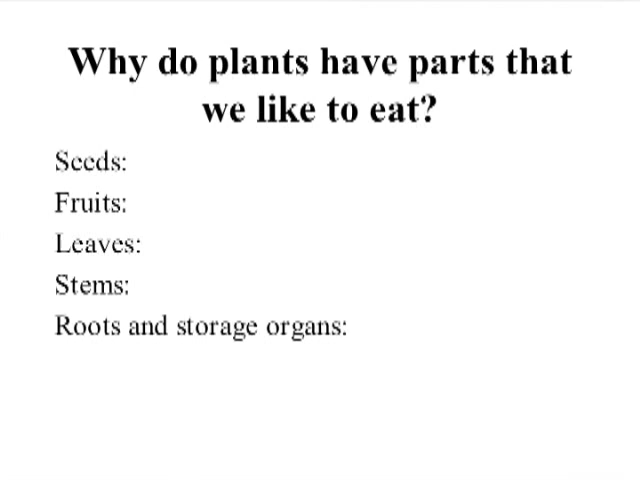 Why do plants have parts that
we like to eat?
Seeds:
Fruits:
Leaves:
Stems:
Roots and storage organs: